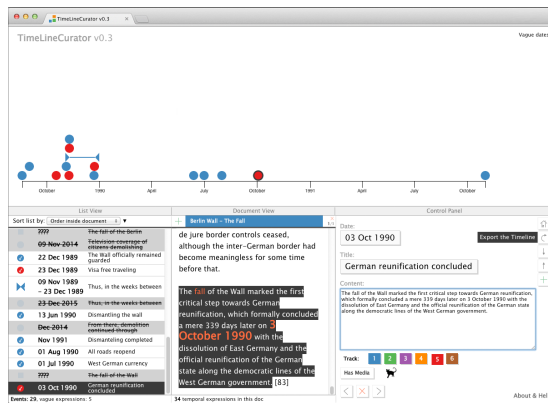 TimeLineCurator v0.3
TimeLineCurator v0.3
Vague dates
October
1990
April
July
October
1991
April
July
October
List View
Document View
Control Panel
Sort list by: Order inside document
Berlin Wall - The Fall
???? The fall of the Berlin
09 Nov 2014 Television coverage of citizens demolishing
22 Dec 1989 The Wall officially remained guarded
23 Dec 1989 Visa free traveling
09 Nov 1989 - 23 Dec 1989 Thus, in the weeks between
23 Dec 2015 Thus, in the weeks between
13 Jun 1990 Dismantling the wall
Dec 2014 From there, demolition continued through
Nov 1991 Dismanteling completed
01 Aug 1990 All roads reopend
01 Jul 1990 West German currency
???? The fall of the Wall
03 Oct 1990 German reunification concluded
Events: 29, vague expressions: 5
de jure border controls ceased,
although the inter-German border had
become meaningless for some time
before that.
The fall of the Wall marked the first
critical step towards German
reunification, which formally concluded
a mere 339 days later on 3
October 1990 with the
dissolution of East Germany and the
official reunification of the German
state along the democratic lines of the
West German government. [83]
34 temporal expressions in this doc
Date:
03 Oct 1990
Export the Timeline
Title:
German reunification concluded
Content:
The fall of the Wall marked the first critical step towards German reunification,
which formally concluded a mere 339 days later on 3 October 1990 with the
dissolution of East Germany and the official reunification of the German state
along the democratic lines of the West German government.
Track: 1 2 3 4 5 6
Has Media
About & Hel